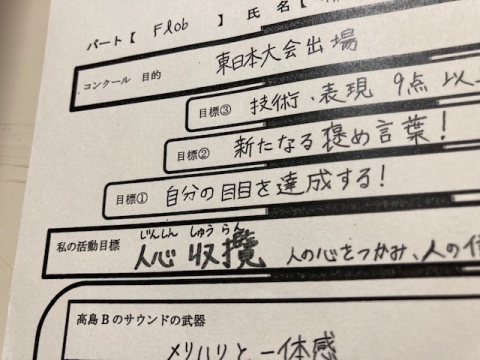 パート【 Flob 】 氏 名【
コンクール 目的 東日本大会出場
目標③ 技術、表現 9点 以
目標② 新たなる褒め言葉!
目標① 自分の目目を達成する!
じんしん しゅう らん
私の活動目標 人心 収攬 人の心をつかみ、人の
高島Bのサウンドの武器
メリハリと一体感